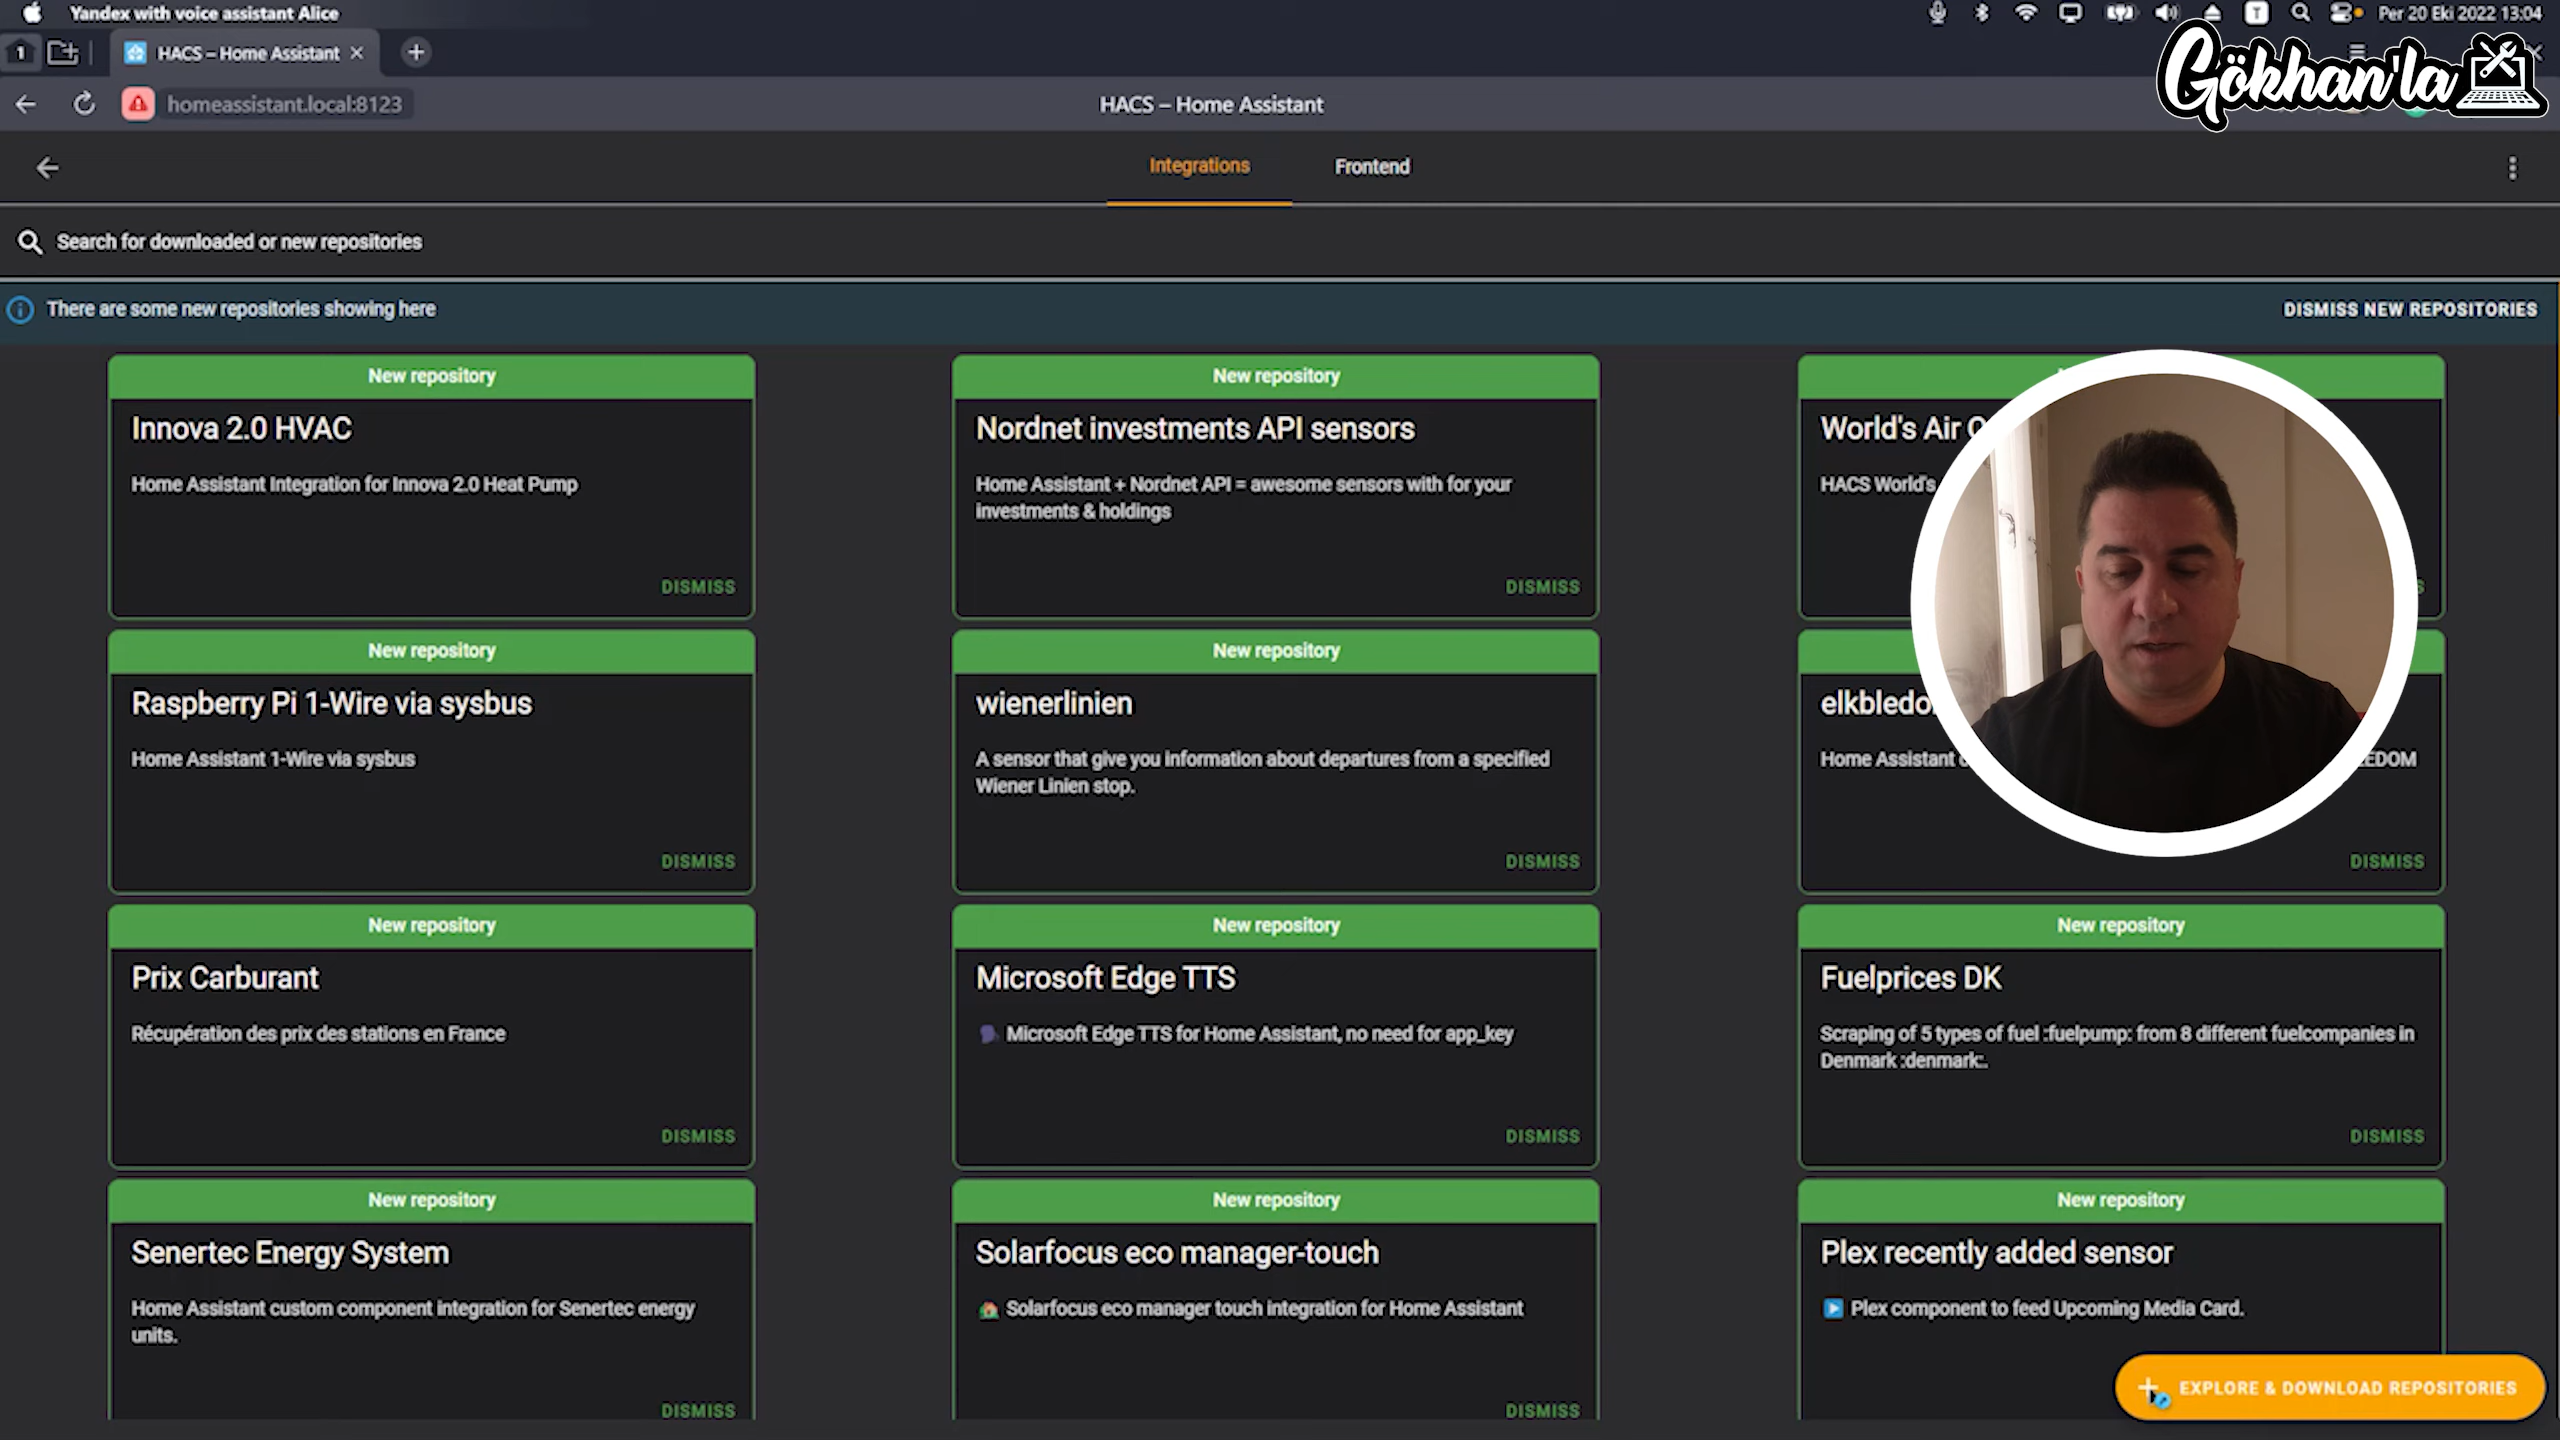 Yandex with voice assistant Alice
Per 20 Eki 2022 13:04
1
HACS – Home Assistant
Gökhan'la
homeassistant.local:8123
HACS – Home Assistant
Integrations
Frontend
Search for downloaded or new repositories
There are some new repositories showing here
DISMISS NEW REPOSITORIES
New repository
Innova 2.0 HVAC
Home Assistant Integration for Innova 2.0 Heat Pump
DISMISS
New repository
Nordnet investments API sensors
Home Assistant + Nordnet API = awesome sensors with for your
investments & holdings
DISMISS
World's Air
HACS World's
New repository
Raspberry Pi 1-Wire via sysbus
Home Assistant 1-Wire via sysbus
DISMISS
New repository
wienerlinien
A sensor that give you information about departures from a specified
Wiener Linien stop.
DISMISS
Home Assistant
DISMISS
New repository
Prix Carburant
Récupération des prix des stations en France
DISMISS
New repository
Microsoft Edge TTS
Microsoft Edge TTS for Home Assistant, no need for app_key
DISMISS
New repository
Fuelprices DK
Scraping of 5 types of fuel :fuelpump: from 8 different fuelcompanies in
Denmark :denmark:.
DISMISS
New repository
Senertec Energy System
Home Assistant custom component integration for Senertec energy
units.
DISMISS
New repository
Solarfocus eco manager-touch
Solarfocus eco manager touch integration for Home Assistant
DISMISS
New repository
Plex recently added sensor
Plex component to feed Upcoming Media Card.
EXPLORE & DOWNLOAD REPOSITORIES